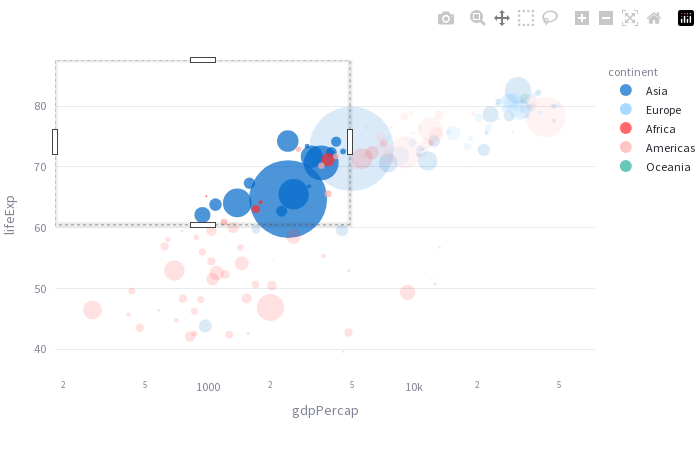 continent
Asia
Europe
Africa
Americas
Oceania
lifeExp
80
70
60
50
40
2
5
1000
2
5
10k
2
5
gdpPercap